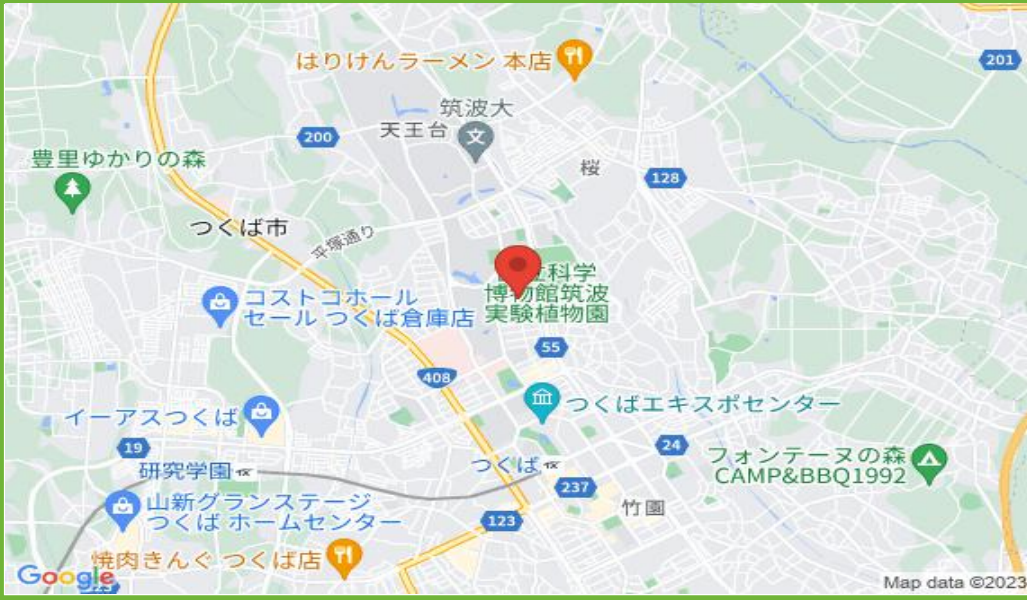 はりけんラーメン 本店
201
筑波大
天王台
文
200
豊里ゆかりの森
桜
128
つくば市
平塚通り
科学
博物館筑波
実験植物園
コストコホール
セール つくば倉庫店
55
408
つくばエキスポセンター
イーアスつくば
24
19
フォンテーヌの森
CAMP&BBQ1992
研究学園
つくば
237
山新グランステージ
つくば ホームセンター
竹園
123
焼肉きんぐ つくば店
Google
Map data ©2023